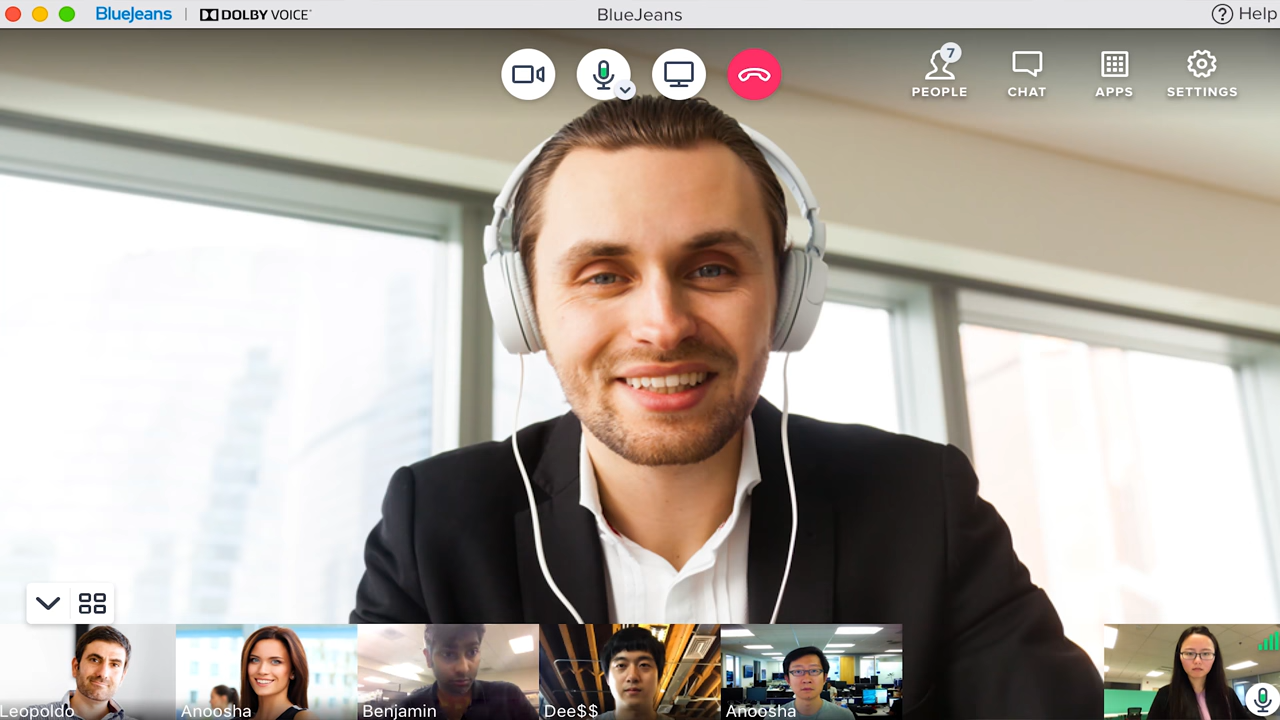 BlueJeans | DOLBY VOICE BlueJeans ? Help
7
PEOPLE CHAT APPS SETTINGS
Leopoldo Anoosha Benjamin Dee$$ Anoosha